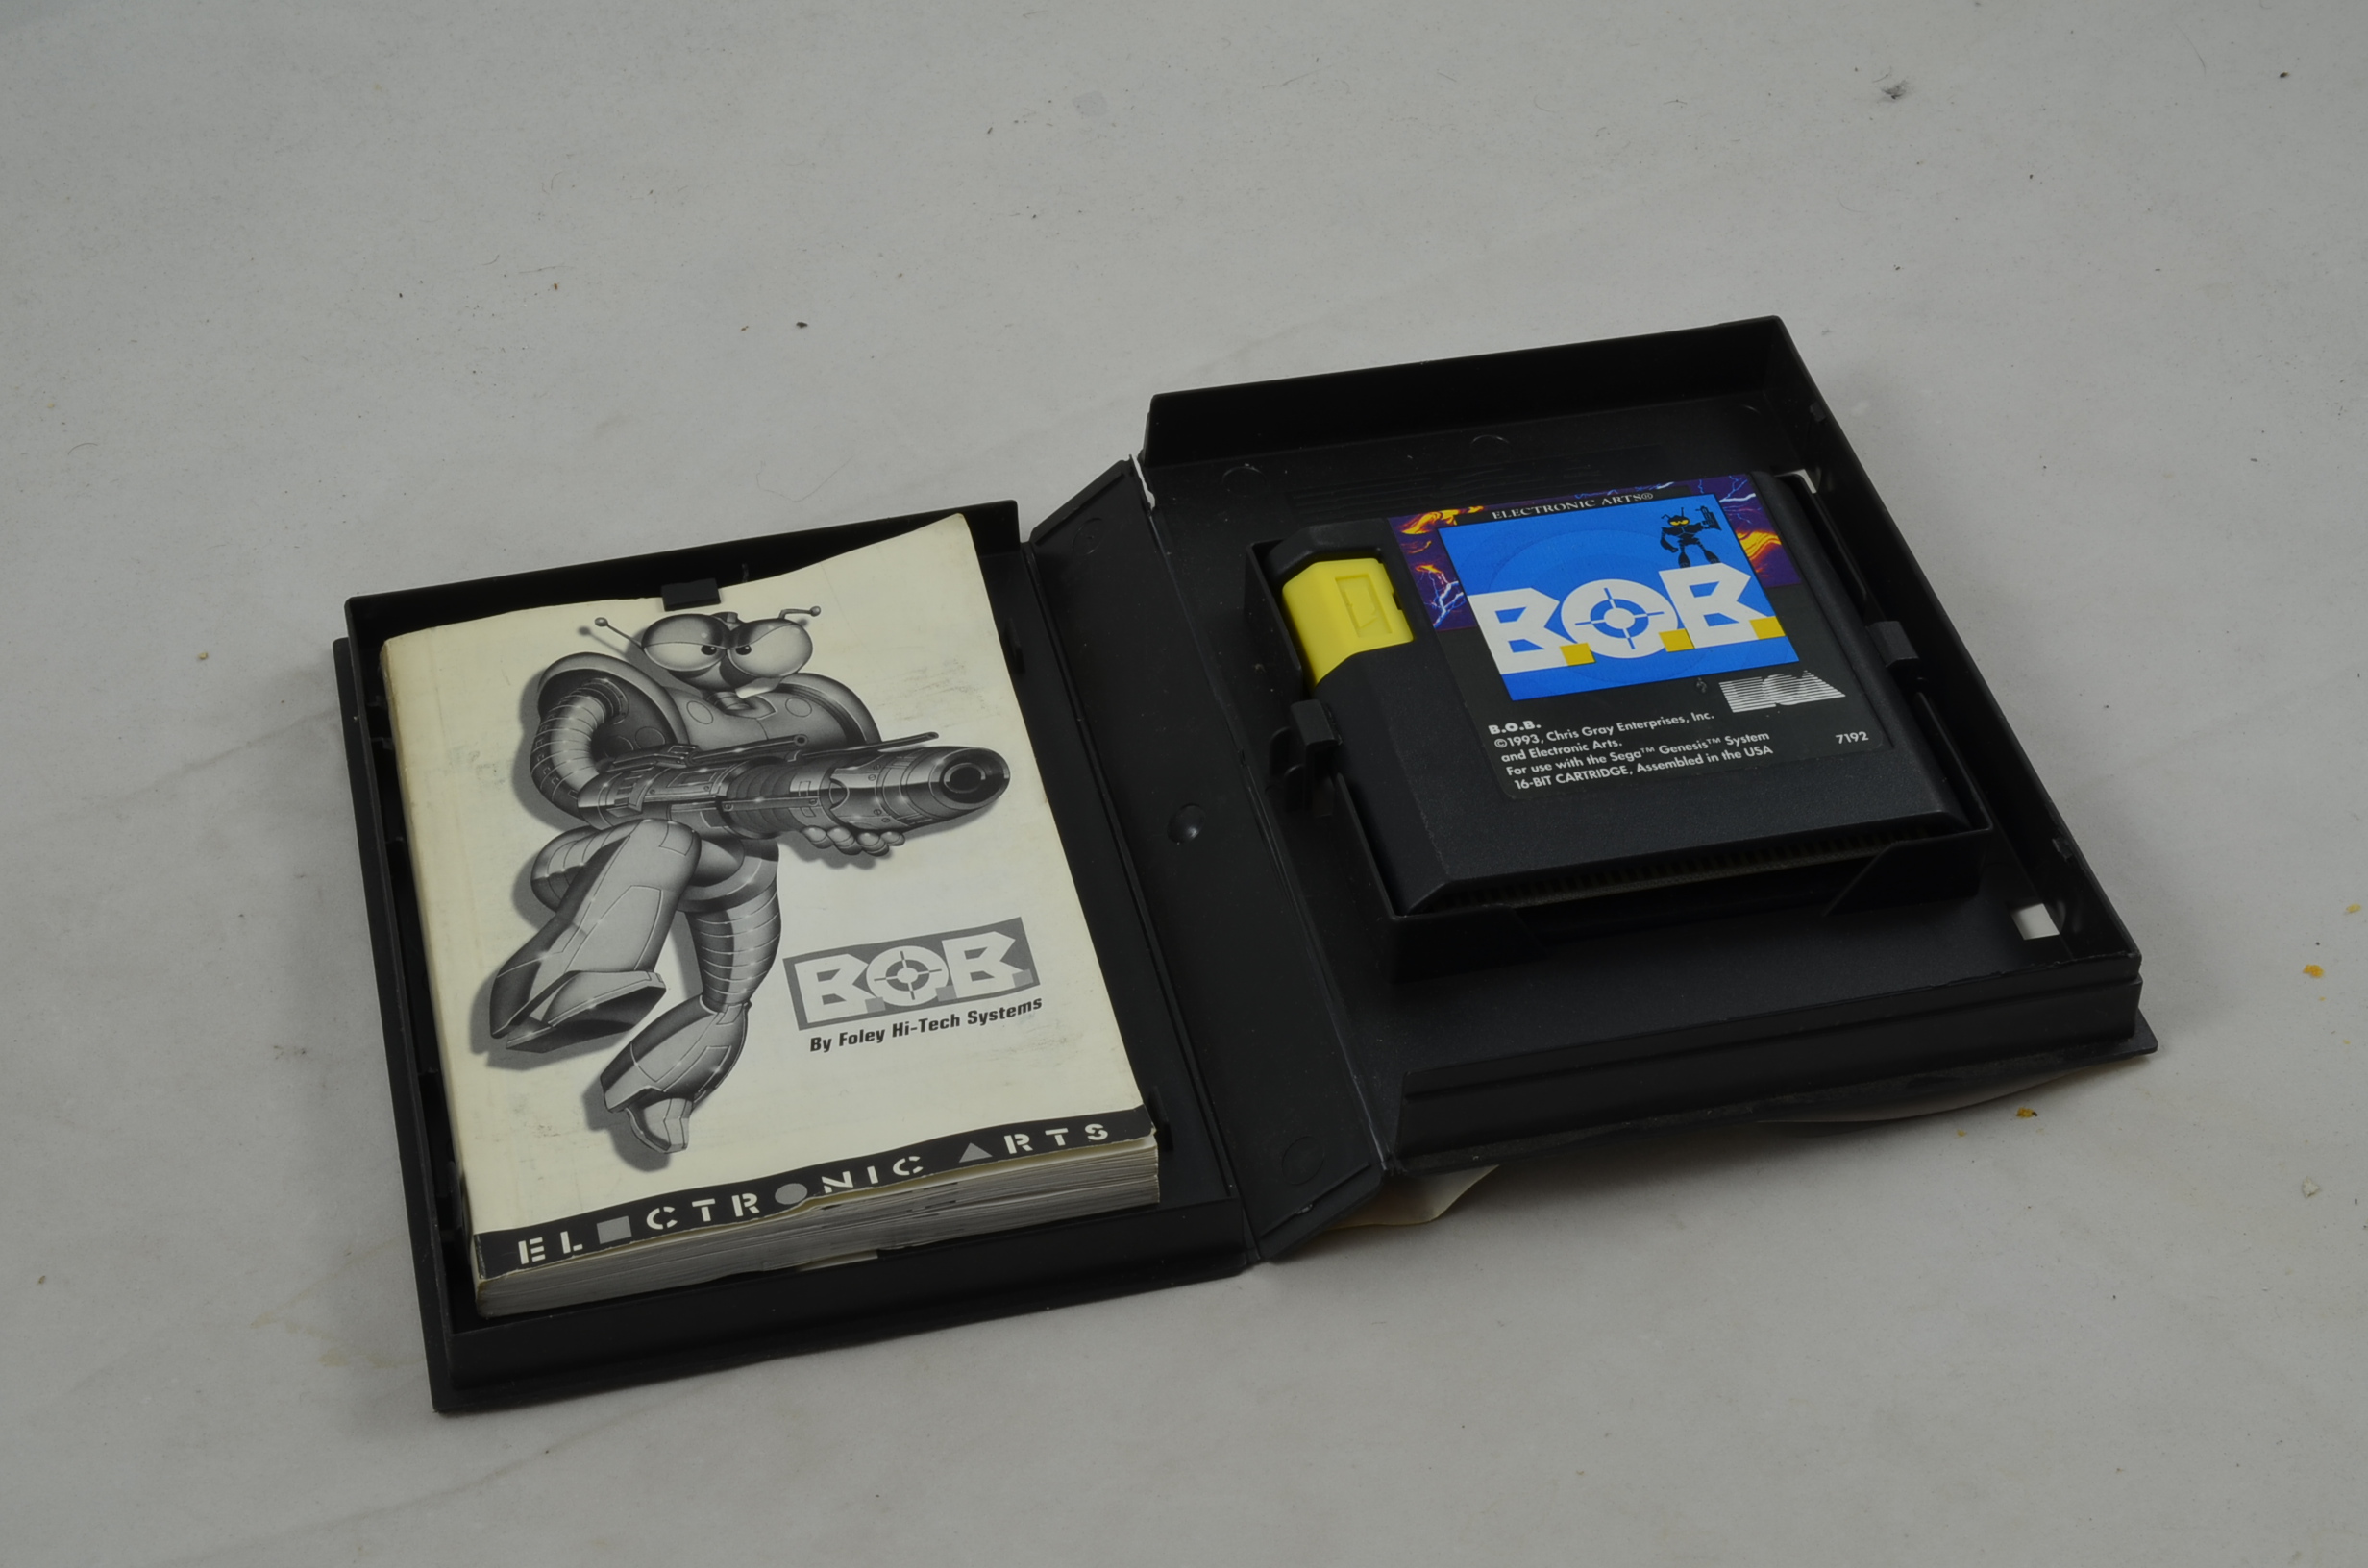 B.O.B.
By Foley Hi-Tech Systems
ELECTRONIC ARTS
ELECTRONIC ARTS®
B.O.B.
EA
B.O.B.
©1993, Chris Gray Enterprises, Inc.
and Electronic Arts.
For use with the Sega™ Genesis™ System
16-BIT CARTRIDGE, Assembled in the USA
7192